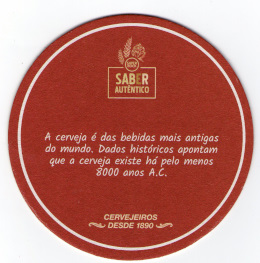 SABER
AUTÊNTICO
A cerveja é das bebidas mais antigas
do mundo. Dados históricos apontam
que a cerveja existe há pelo menos
8000 anos A.C.
CERVEJEIROS
DESDE 1890